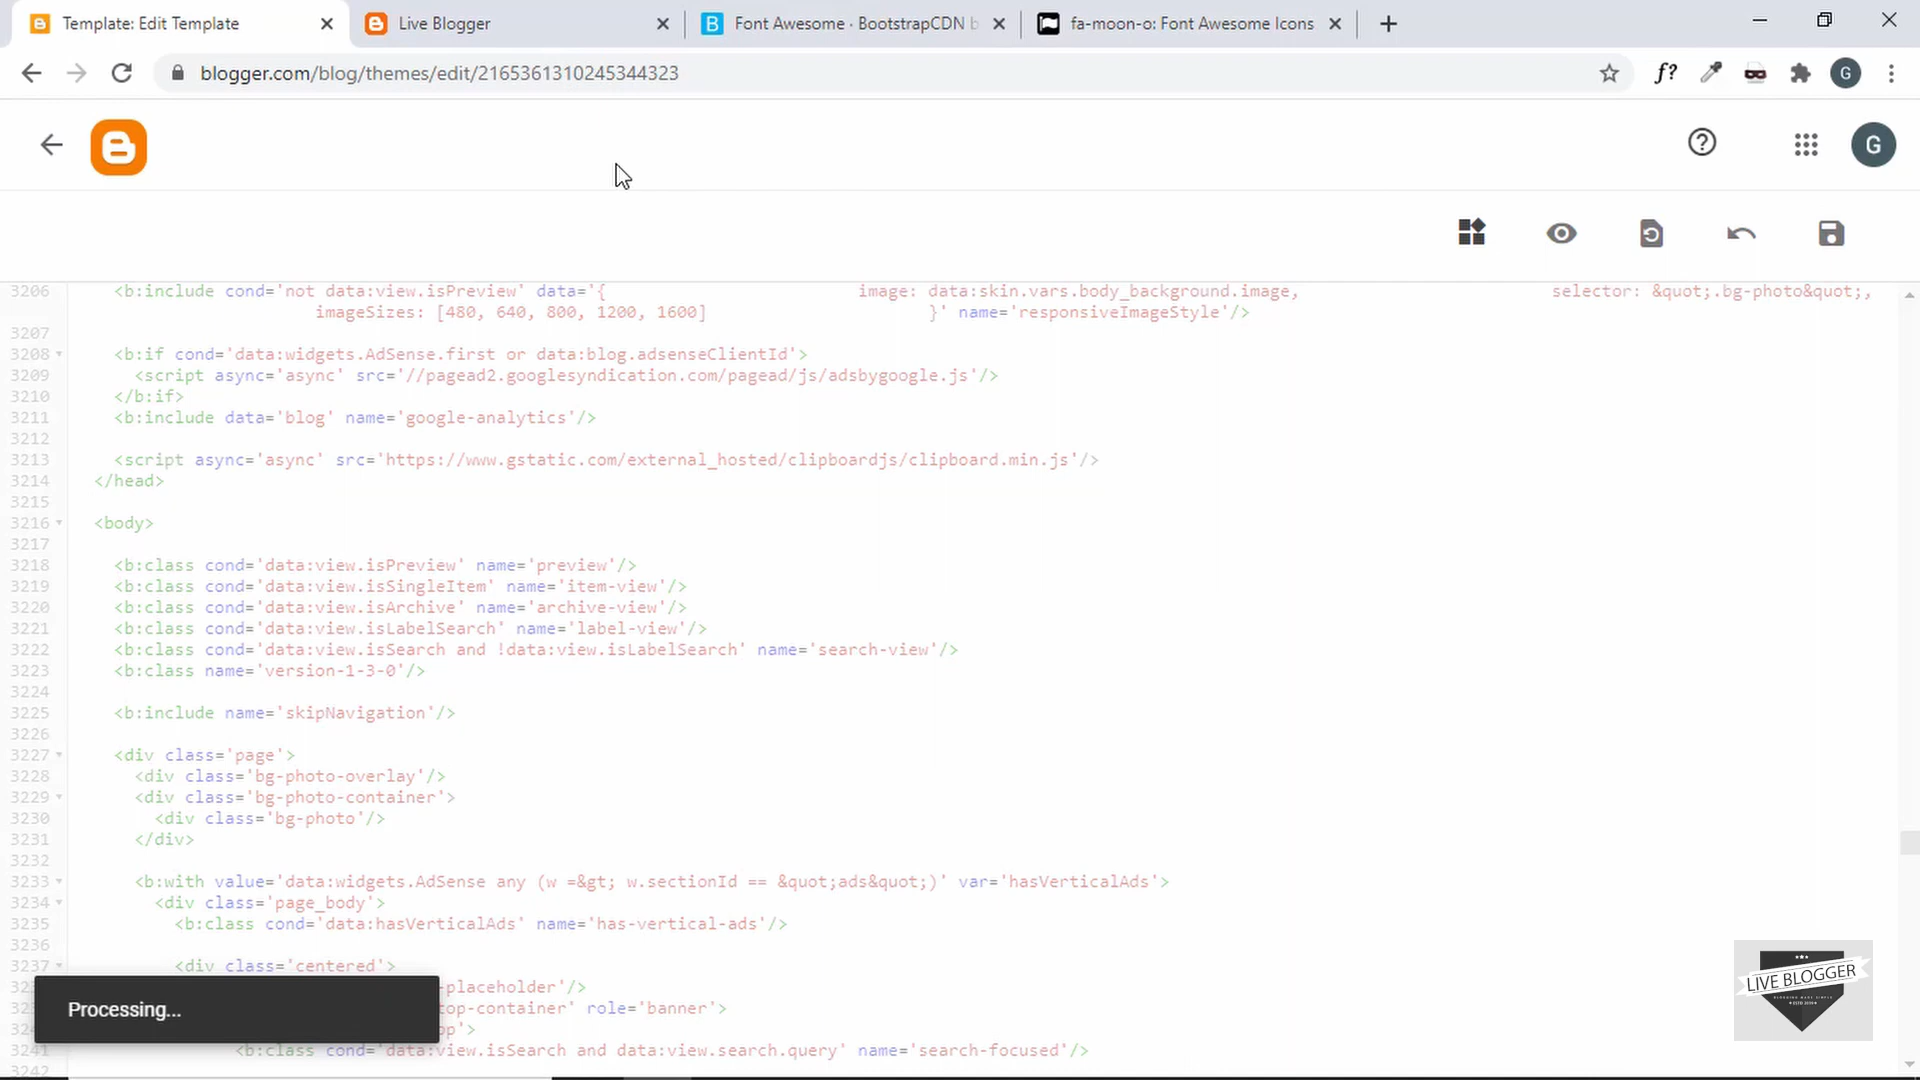 Template: Edit Template
Live Blogger
Font Awesome · BootstrapCDN b
fa-moon-o: Font Awesome Icons
blogger.com/blog/themes/edit/2165361310245344323
f?
G
G
3206 <b:include cond='not data:view.isPreview' data='{ image: data:skin.vars.body_background.image, selector: &quot;.bg-photo&quot;,
imageSizes: [480, 640, 800, 1200, 1600] }' name='responsiveImageStyle'/>
3207
3208 <b:if cond='data:widgets.AdSense.first or data:blog.adsenseClientId'>
3209 <script async='async' src='//pagead2.googlesyndication.com/pagead/js/adsbygoogle.js'/>
3210 </b:if>
3211 <b:include data='blog' name='google-analytics'/>
3212
3213 <script async='async' src='https://www.gstatic.com/external_hosted/clipboardjs/clipboard.min.js'/>
3214 </head>
3215
3216 <body>
3217
3218 <b:class cond='data:view.isPreview' name='preview'/>
3219 <b:class cond='data:view.isSingleItem' name='item-view'/>
3220 <b:class cond='data:view.isArchive' name='archive-view'/>
3221 <b:class cond='data:view.isLabelSearch' name='label-view'/>
3222 <b:class cond='data:view.isSearch and !data:view.isLabelSearch' name='search-view'/>
3223 <b:class name='version-1-3-0'/>
3224
3225 <b:include name='skipNavigation'/>
3226
3227 <div class='page'>
3228 <div class='bg-photo-overlay'/>
3229 <div class='bg-photo-container'>
3230 <div class='bg-photo'/>
3231 </div>
3232
3233 <b:with value='data:widgets.AdSense any (w =&gt; w.sectionId == &quot;ads&quot;)' var='hasVerticalAds'>
3234 <div class='page_body'>
3235 <b:class cond='data:hasVerticalAds' name='has-vertical-ads'/>
3236
3237 <div class='centered'>
-placeholder'/>
top-container' role='banner'>
Processing...
op'>
3241 <b:class cond='data:view.isSearch and data:view.search.query' name='search-focused'/>
3242
LIVE BLOGGER